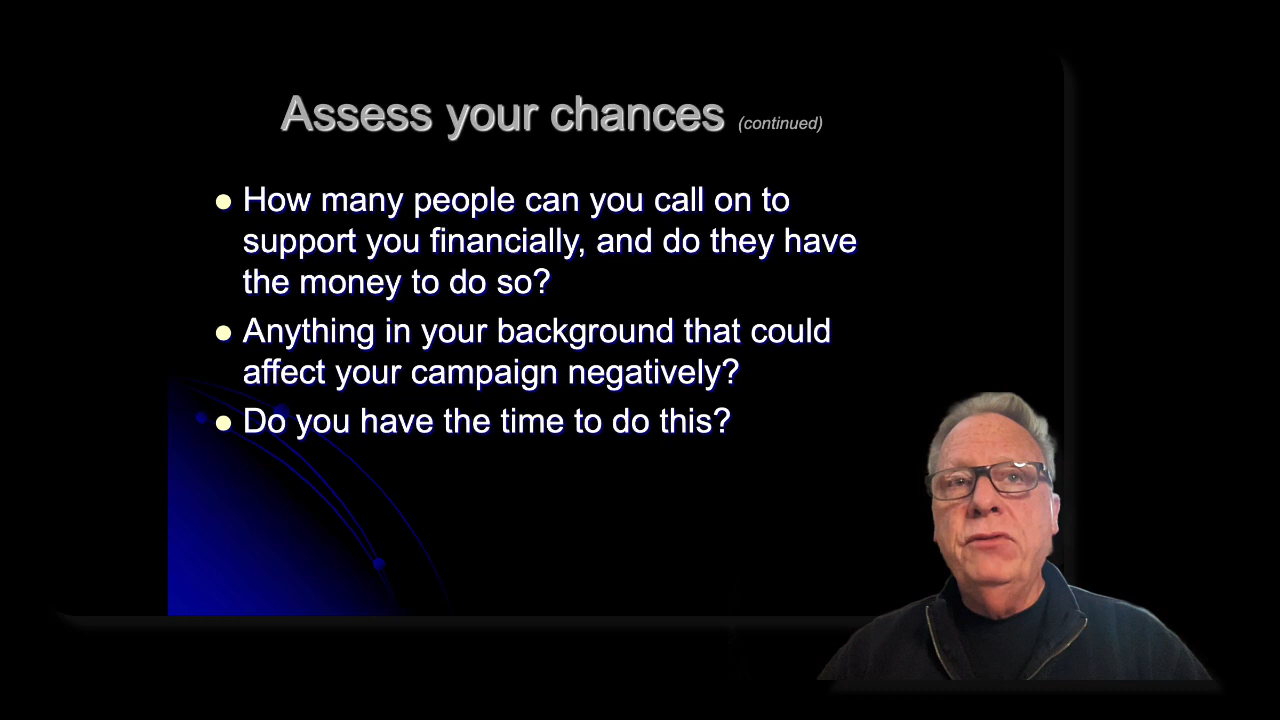 Assess your chances (continued)
How many people can you call on to
support you financially, and do they have
the money to do so?
Anything in your background that could
affect your campaign negatively?
Do you have the time to do this?